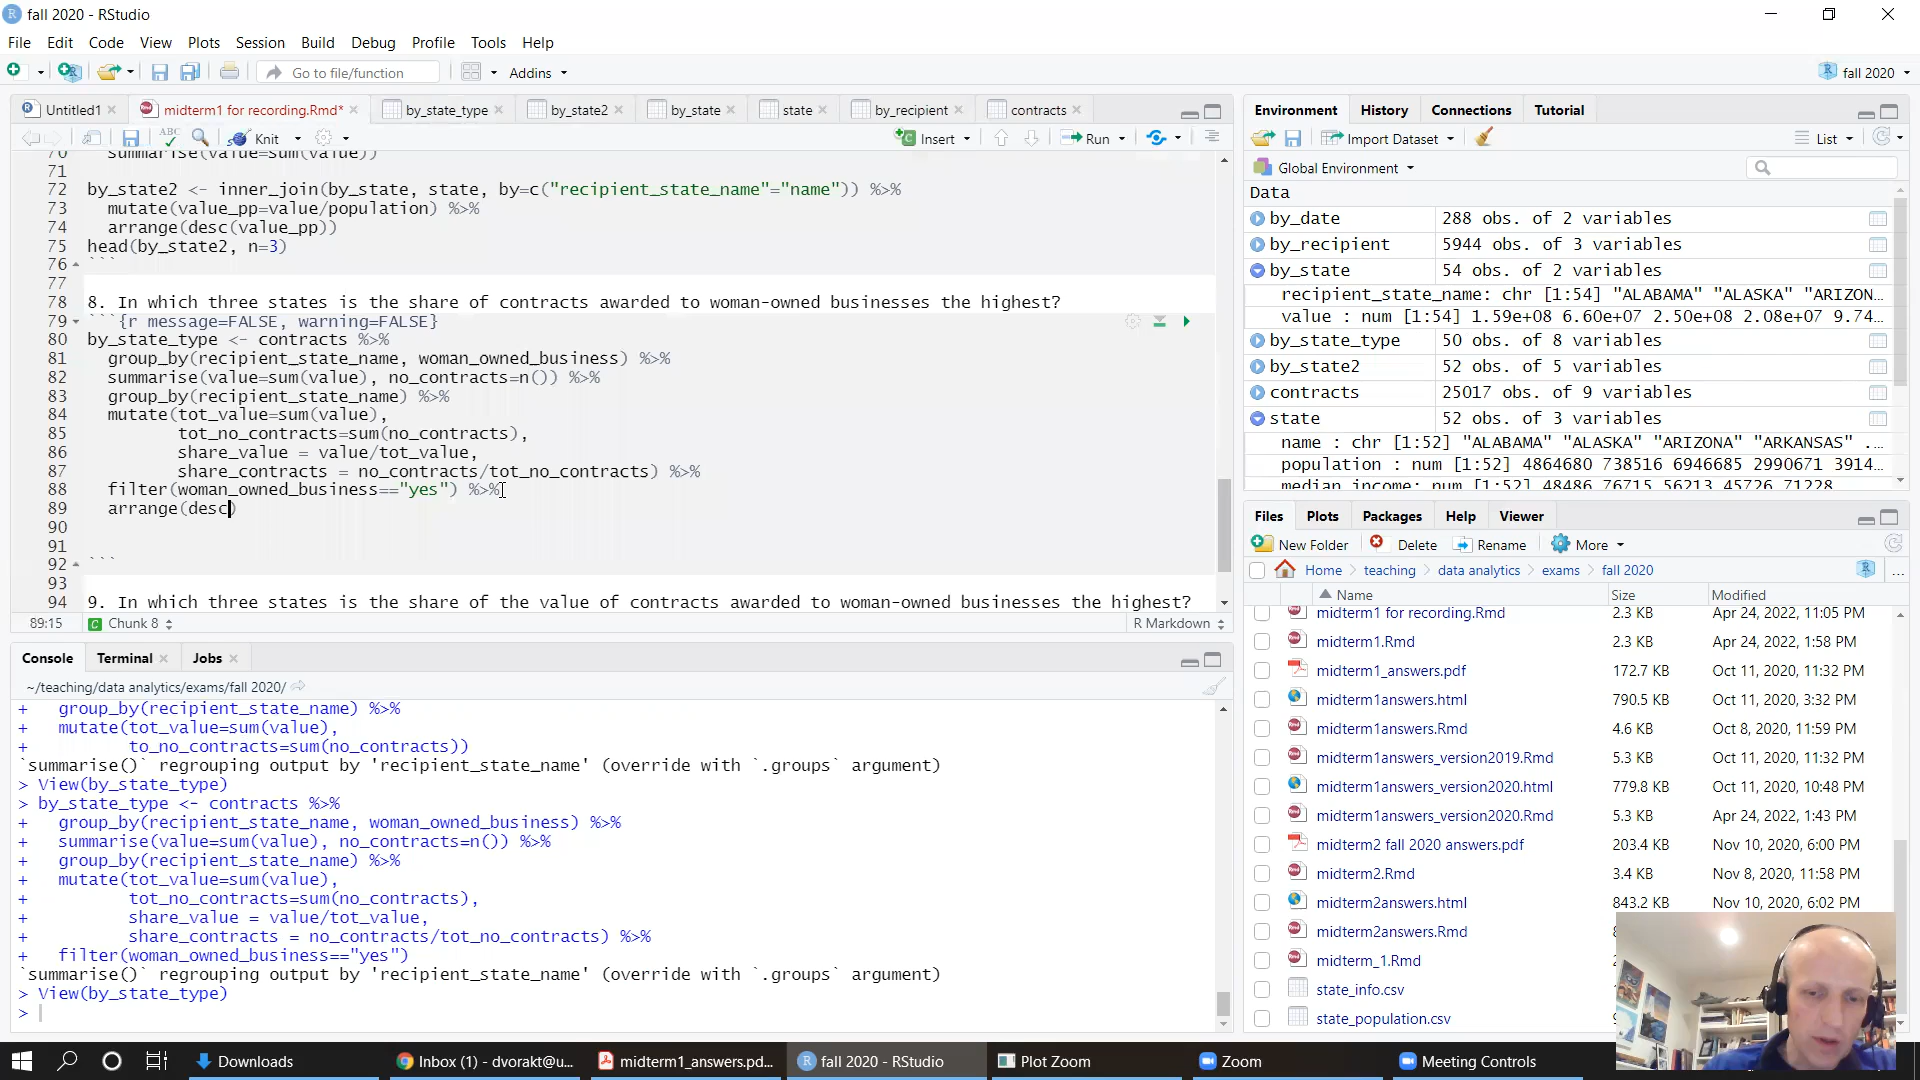 fall 2020 - RStudio
File Edit Code View Plots Session Build Debug Profile Tools Help
Go to file/function Addins fall 2020
Untitled1 midterm1 for recording.Rmd* by_state_type by_state2 by_state state by_recipient contracts
ABC Knit Insert Run
70 summarise(value=sum(value))
71
72 by_state2 <- inner_join(by_state, state, by=c("recipient_state_name"="name")) %>%
73 mutate(value_pp=value/population) %>%
74 arrange(desc(value_pp))
75 head(by_state2, n=3)
76 ```
77
78 8. In which three states is the share of contracts awarded to woman-owned businesses the highest?
79 ```{r message=FALSE, warning=FALSE}
80 by_state_type <- contracts %>%
81 group_by(recipient_state_name, woman_owned_business) %>%
82 summarise(value=sum(value), no_contracts=n()) %>%
83 group_by(recipient_state_name) %>%
84 mutate(tot_value=sum(value),
85 tot_no_contracts=sum(no_contracts),
86 share_value = value/tot_value,
87 share_contracts = no_contracts/tot_no_contracts) %>%
88 filter(woman_owned_business=="yes") %>%
89 arrange(desc)
90
91
92 ```
93
94 9. In which three states is the share of the value of contracts awarded to woman-owned businesses the highest?
89:15 Chunk 8 R Markdown
Console Terminal Jobs
~/teaching/data analytics/exams/fall 2020/
+ group_by(recipient_state_name) %>%
+ mutate(tot_value=sum(value),
+ to_no_contracts=sum(no_contracts))
`summarise()` regrouping output by 'recipient_state_name' (override with `.groups` argument)
> View(by_state_type)
> by_state_type <- contracts %>%
+ group_by(recipient_state_name, woman_owned_business) %>%
+ summarise(value=sum(value), no_contracts=n()) %>%
+ group_by(recipient_state_name) %>%
+ mutate(tot_value=sum(value),
+ tot_no_contracts=sum(no_contracts),
+ share_value = value/tot_value,
+ share_contracts = no_contracts/tot_no_contracts) %>%
+ filter(woman_owned_business=="yes")
`summarise()` regrouping output by 'recipient_state_name' (override with `.groups` argument)
> View(by_state_type)
>
Environment History Connections Tutorial
Import Dataset List
Global Environment
Data
by_date 288 obs. of 2 variables
by_recipient 5944 obs. of 3 variables
by_state 54 obs. of 2 variables
recipient_state_name: chr [1:54] "ALABAMA" "ALASKA" "ARIZON...
value : num [1:54] 1.59e+08 6.60e+07 2.50e+08 2.08e+07 9.74...
by_state_type 50 obs. of 8 variables
by_state2 52 obs. of 5 variables
contracts 25017 obs. of 9 variables
state 52 obs. of 3 variables
name : chr [1:52] "ALABAMA" "ALASKA" "ARIZONA" "ARKANSAS" ...
population : num [1:52] 4864680 738516 6946685 2990671 3914...
median income: num [1:52] 48486 76715 56213 45726 71228
Files Plots Packages Help Viewer
New Folder Delete Rename More
Home teaching data analytics exams fall 2020 ...
Name Size Modified
midterm1 for recording.Rmd 2.3 KB Apr 24, 2022, 11:05 PM
midterm1.Rmd 2.3 KB Apr 24, 2022, 1:58 PM
midterm1_answers.pdf 172.7 KB Oct 11, 2020, 11:32 PM
midterm1answers.html 790.5 KB Oct 11, 2020, 3:32 PM
midterm1answers.Rmd 4.6 KB Oct 8, 2020, 11:59 PM
midterm1answers_version2019.Rmd 5.3 KB Oct 11, 2020, 11:32 PM
midterm1answers_version2020.html 779.8 KB Oct 11, 2020, 10:48 PM
midterm1answers_version2020.Rmd 5.3 KB Apr 24, 2022, 1:43 PM
midterm2 fall 2020 answers.pdf 203.4 KB Nov 10, 2020, 6:00 PM
midterm2.Rmd 3.4 KB Nov 8, 2020, 11:58 PM
midterm2answers.html 843.2 KB Nov 10, 2020, 6:02 PM
midterm2answers.Rmd
midterm_1.Rmd
state_info.csv
state_population.csv
Downloads Inbox (1) - dvorakt@u... midterm1_answers.pd... fall 2020 - RStudio Plot Zoom Zoom Meeting Controls